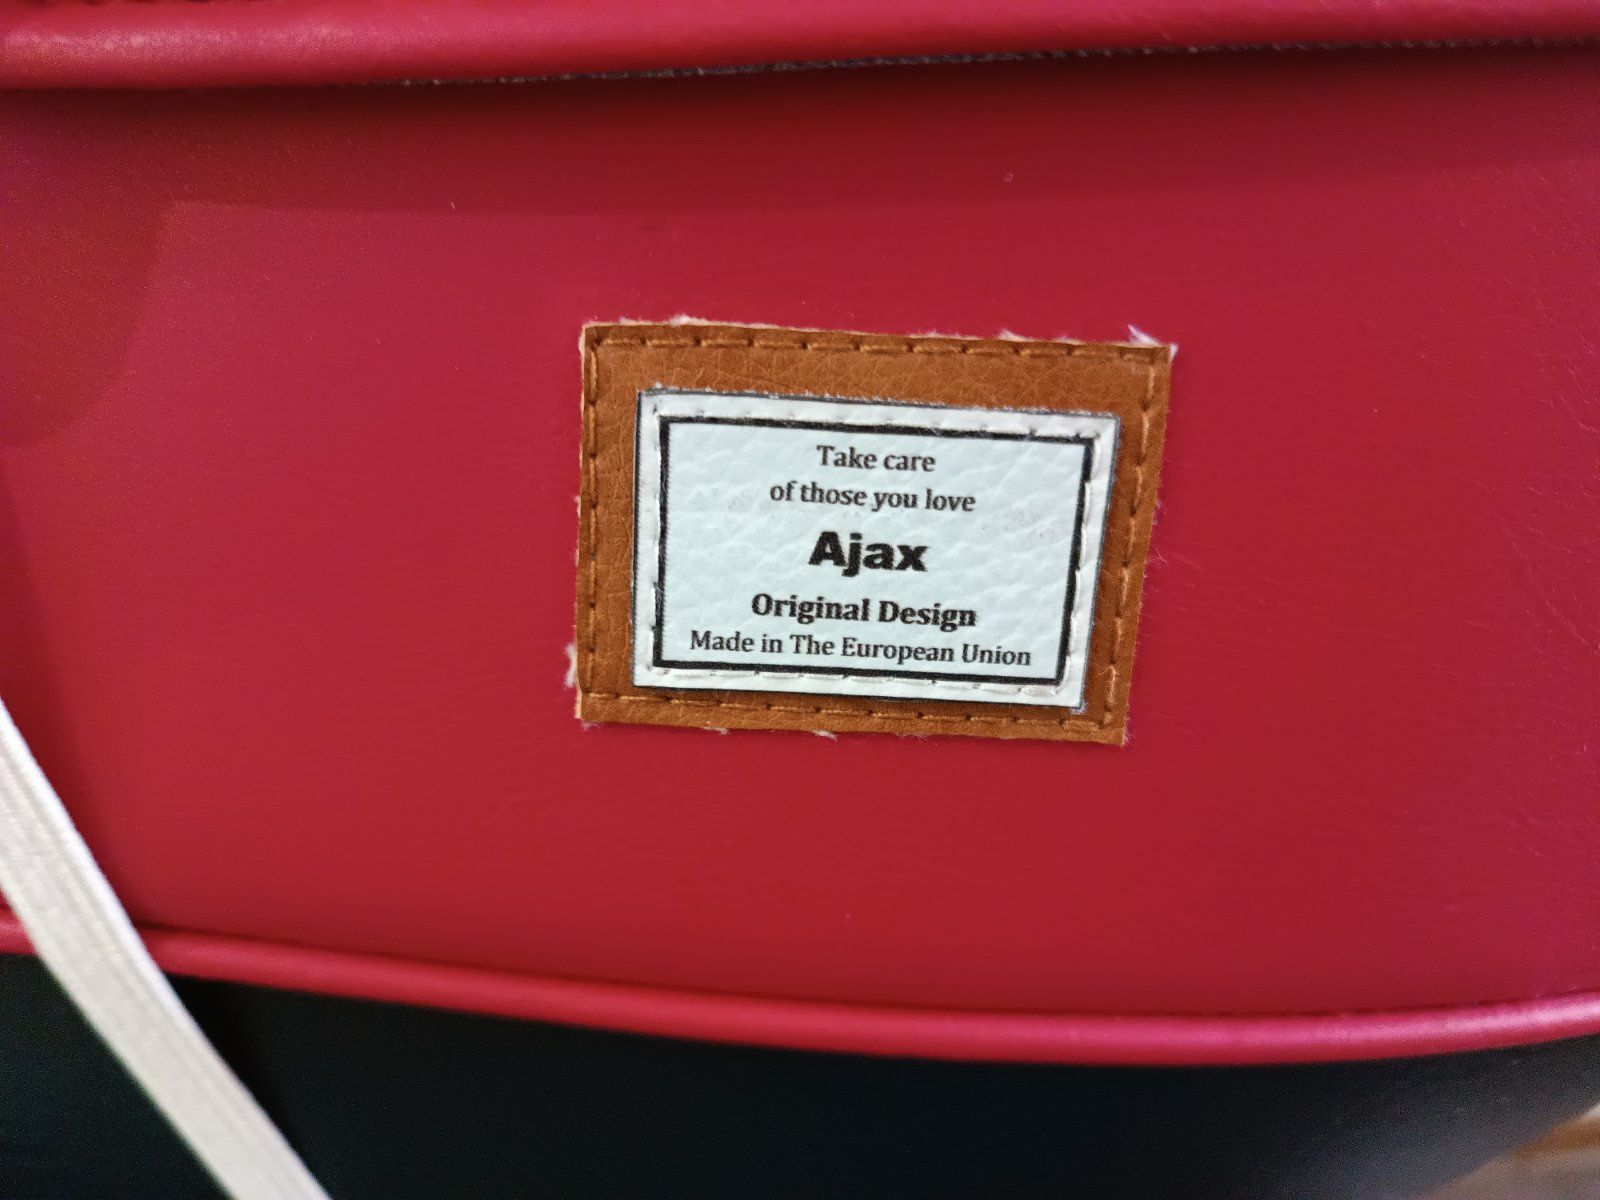 Take care
of those you love
Ajax
Original Design
Made in The European Union